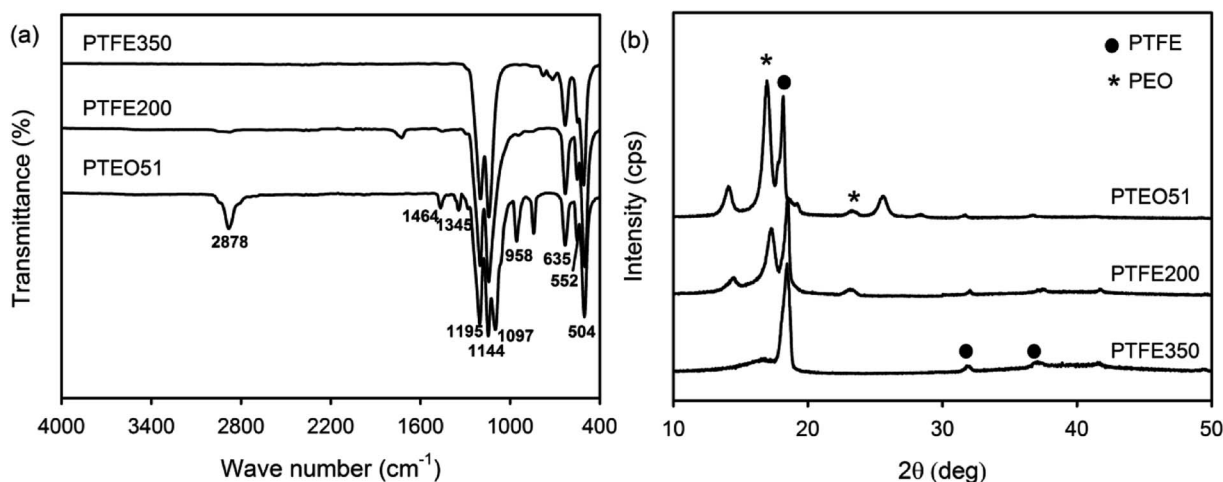 (a)
PTFE350
PTFE200
PTEO51
2878
1464
1345
958
635
552
1195
1097
504
1144
4000 2800 2200 1600 1000 400
Wave number (cm⁻¹)
Transmittance (%)
(b)
● PTFE
* PEO
*
*
PTEO51
PTFE200
PTFE350
10 20 30 40 50
2θ (deg)
Intensity (cps)